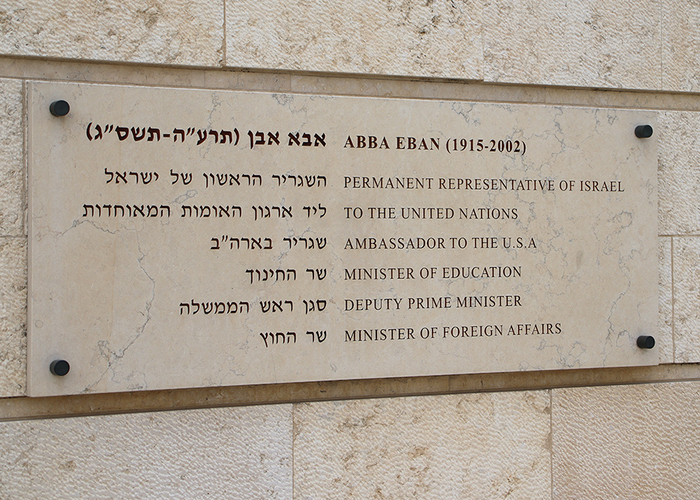 אבא אבן (תרע״ה-תשס״ג)
השגריר הראשון של ישראל
ליד ארגון האומות המאוחדות
שגריר בארה״ב
שר החינוך
סגן ראש הממשלה
שר החוץ
ABBA EBAN (1915-2002)
PERMANENT REPRESENTATIVE OF ISRAEL
TO THE UNITED NATIONS
AMBASSADOR TO THE U.S.A
MINISTER OF EDUCATION
DEPUTY PRIME MINISTER
MINISTER OF FOREIGN AFFAIRS